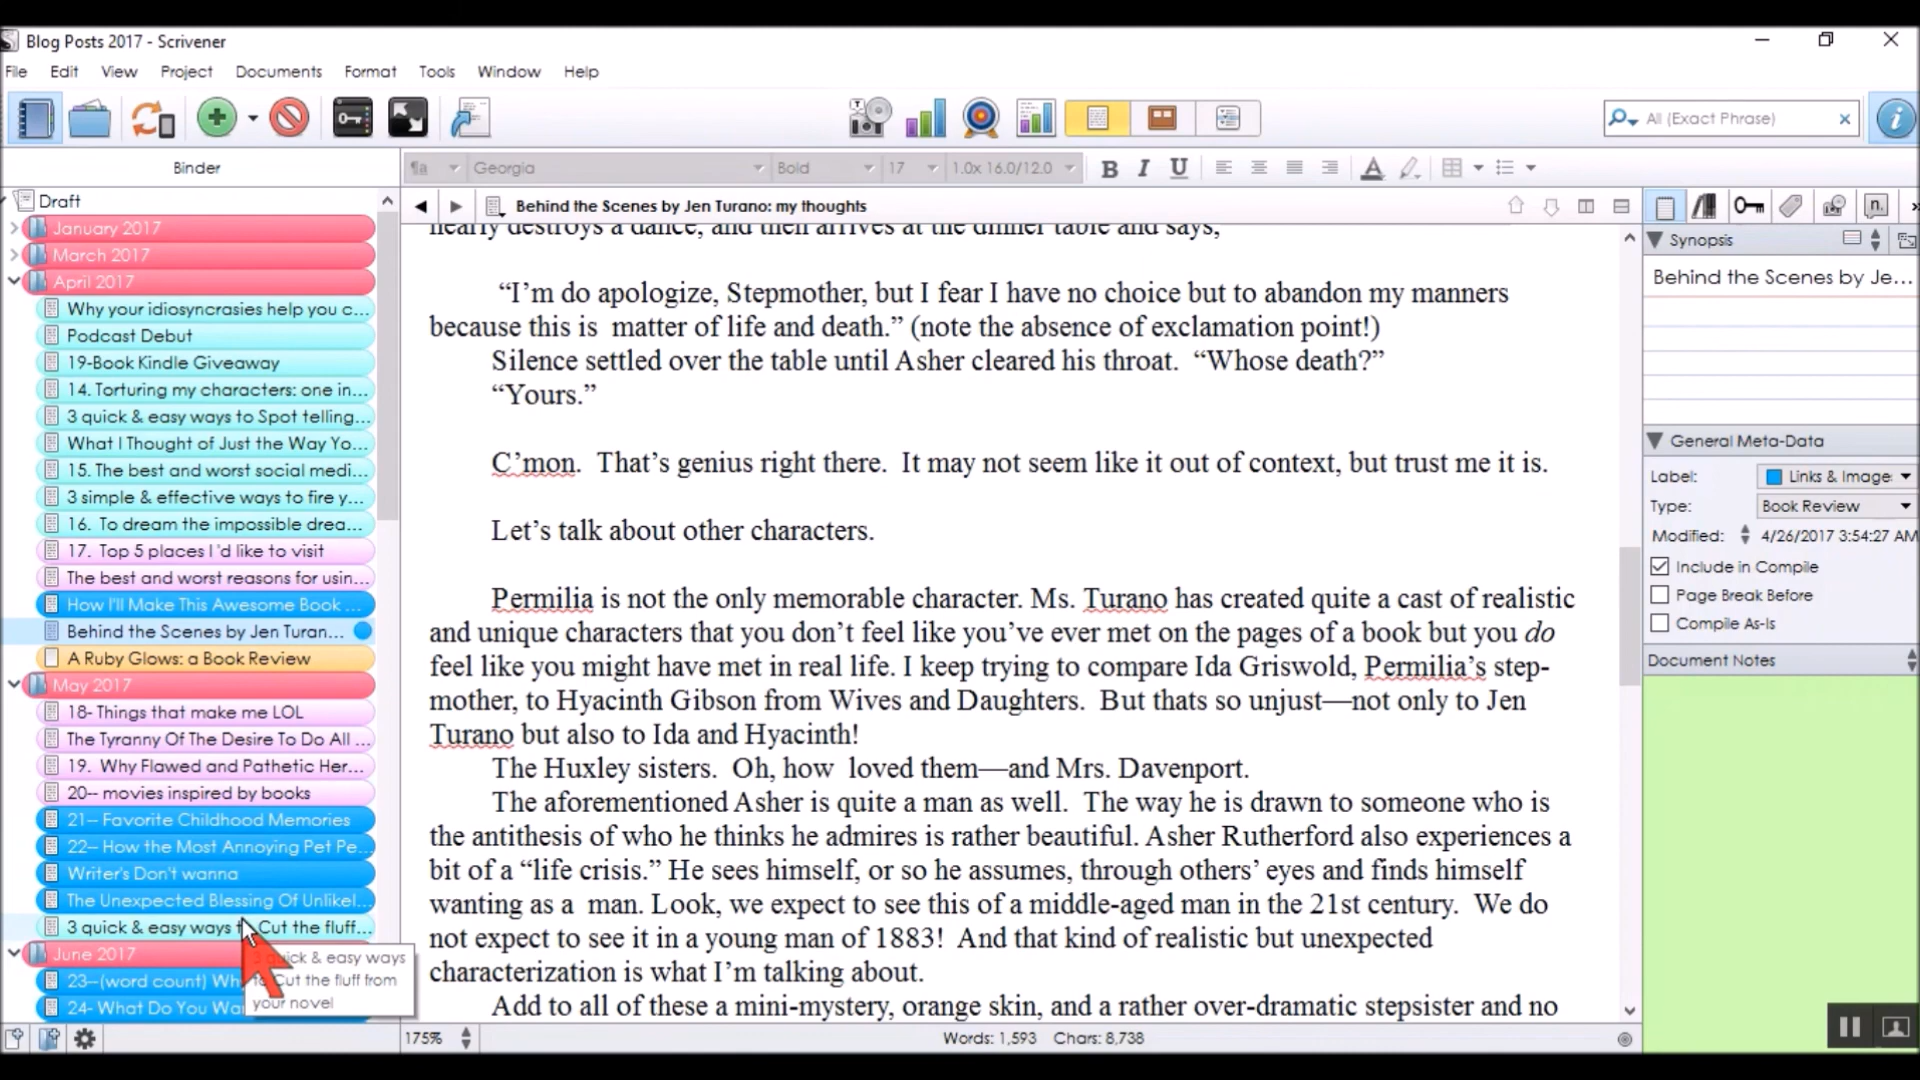 Blog Posts 2017 - Scrivener
File Edit View Project Documents Format Tools Window Help
All (Exact Phrase)
Binder
Georgia Bold 17 1.0x 16.0/12.0 B I U A
Draft
January 2017
March 2017
April 2017
Why your idiosyncrasies help you c...
Podcast Debut
19-Book Kindle Giveaway
14. Torturing my characters: one in...
3 quick & easy ways to Spot telling...
What I Thought of Just the Way Yo...
15. The best and worst social medi...
3 simple & effective ways to fire y...
16. To dream the impossible drea...
17. Top 5 places I 'd like to visit
The best and worst reasons for usin...
How I'll Make This Awesome Book ...
Behind the Scenes by Jen Turan...
A Ruby Glows: a Book Review
May 2017
18- Things that make me LOL
The Tyranny Of The Desire To Do All ...
19. Why Flawed and Pathetic Her...
20-- movies inspired by books
21-- Favorite Childhood Memories
22-- How the Most Annoying Pet Pe...
Writer's Don't wanna
The Unexpected Blessing Of Unlikel...
3 quick & easy ways Cut the fluff...
June 2017
23--(word count) Wh
24- What Do You Wa
quick & easy ways
Cut the fluff from
your novel
Behind the Scenes by Jen Turano: my thoughts
nearly destroys a dance, and then arrives at the dinner table and says,
“I’m do apologize, Stepmother, but I fear I have no choice but to abandon my manners
because this is matter of life and death.” (note the absence of exclamation point!)
Silence settled over the table until Asher cleared his throat. “Whose death?”
“Yours.”
C’mon. That’s genius right there. It may not seem like it out of context, but trust me it is.
Let’s talk about other characters.
Permilia is not the only memorable character. Ms. Turano has created quite a cast of realistic
and unique characters that you don’t feel like you’ve ever met on the pages of a book but you do
feel like you might have met in real life. I keep trying to compare Ida Griswold, Permilia’s step-
mother, to Hyacinth Gibson from Wives and Daughters. But thats so unjust—not only to Jen
Turano but also to Ida and Hyacinth!
The Huxley sisters. Oh, how loved them—and Mrs. Davenport.
The aforementioned Asher is quite a man as well. The way he is drawn to someone who is
the antithesis of who he thinks he admires is rather beautiful. Asher Rutherford also experiences a
bit of a “life crisis.” He sees himself, or so he assumes, through others’ eyes and finds himself
wanting as a man. Look, we expect to see this of a middle-aged man in the 21st century. We do
not expect to see it in a young man of 1883! And that kind of realistic but unexpected
characterization is what I’m talking about.
Add to all of these a mini-mystery, orange skin, and a rather over-dramatic stepsister and no
175%
Words: 1,593 Chars: 8,738
Synopsis
Behind the Scenes by Je...
General Meta-Data
Label: Links & Image
Type: Book Review
Modified: 4/26/2017 3:54:27 AM
Include in Compile
Page Break Before
Compile As-Is
Document Notes